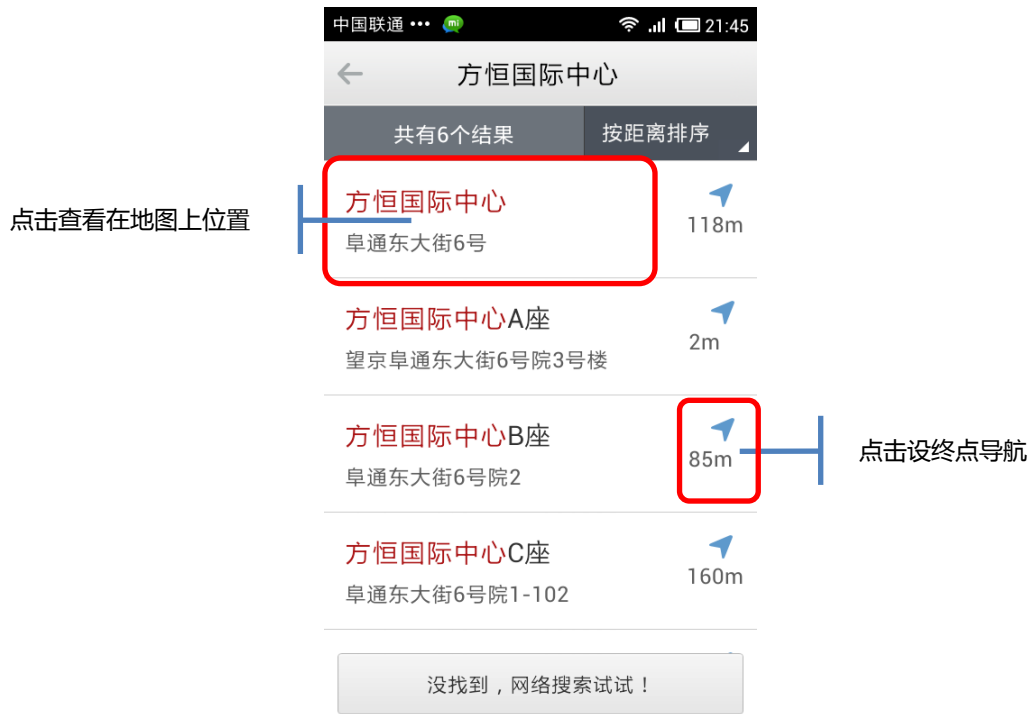 中国联通 ••• mi 21:45
方恒国际中心
共有6个结果 按距离排序
点击查看在地图上位置
方恒国际中心
阜通东大街6号
118m
方恒国际中心A座
望京阜通东大街6号院3号楼
2m
方恒国际中心B座
阜通东大街6号院2
85m
点击设终点导航
方恒国际中心C座
阜通东大街6号院1-102
160m
没找到，网络搜索试试！